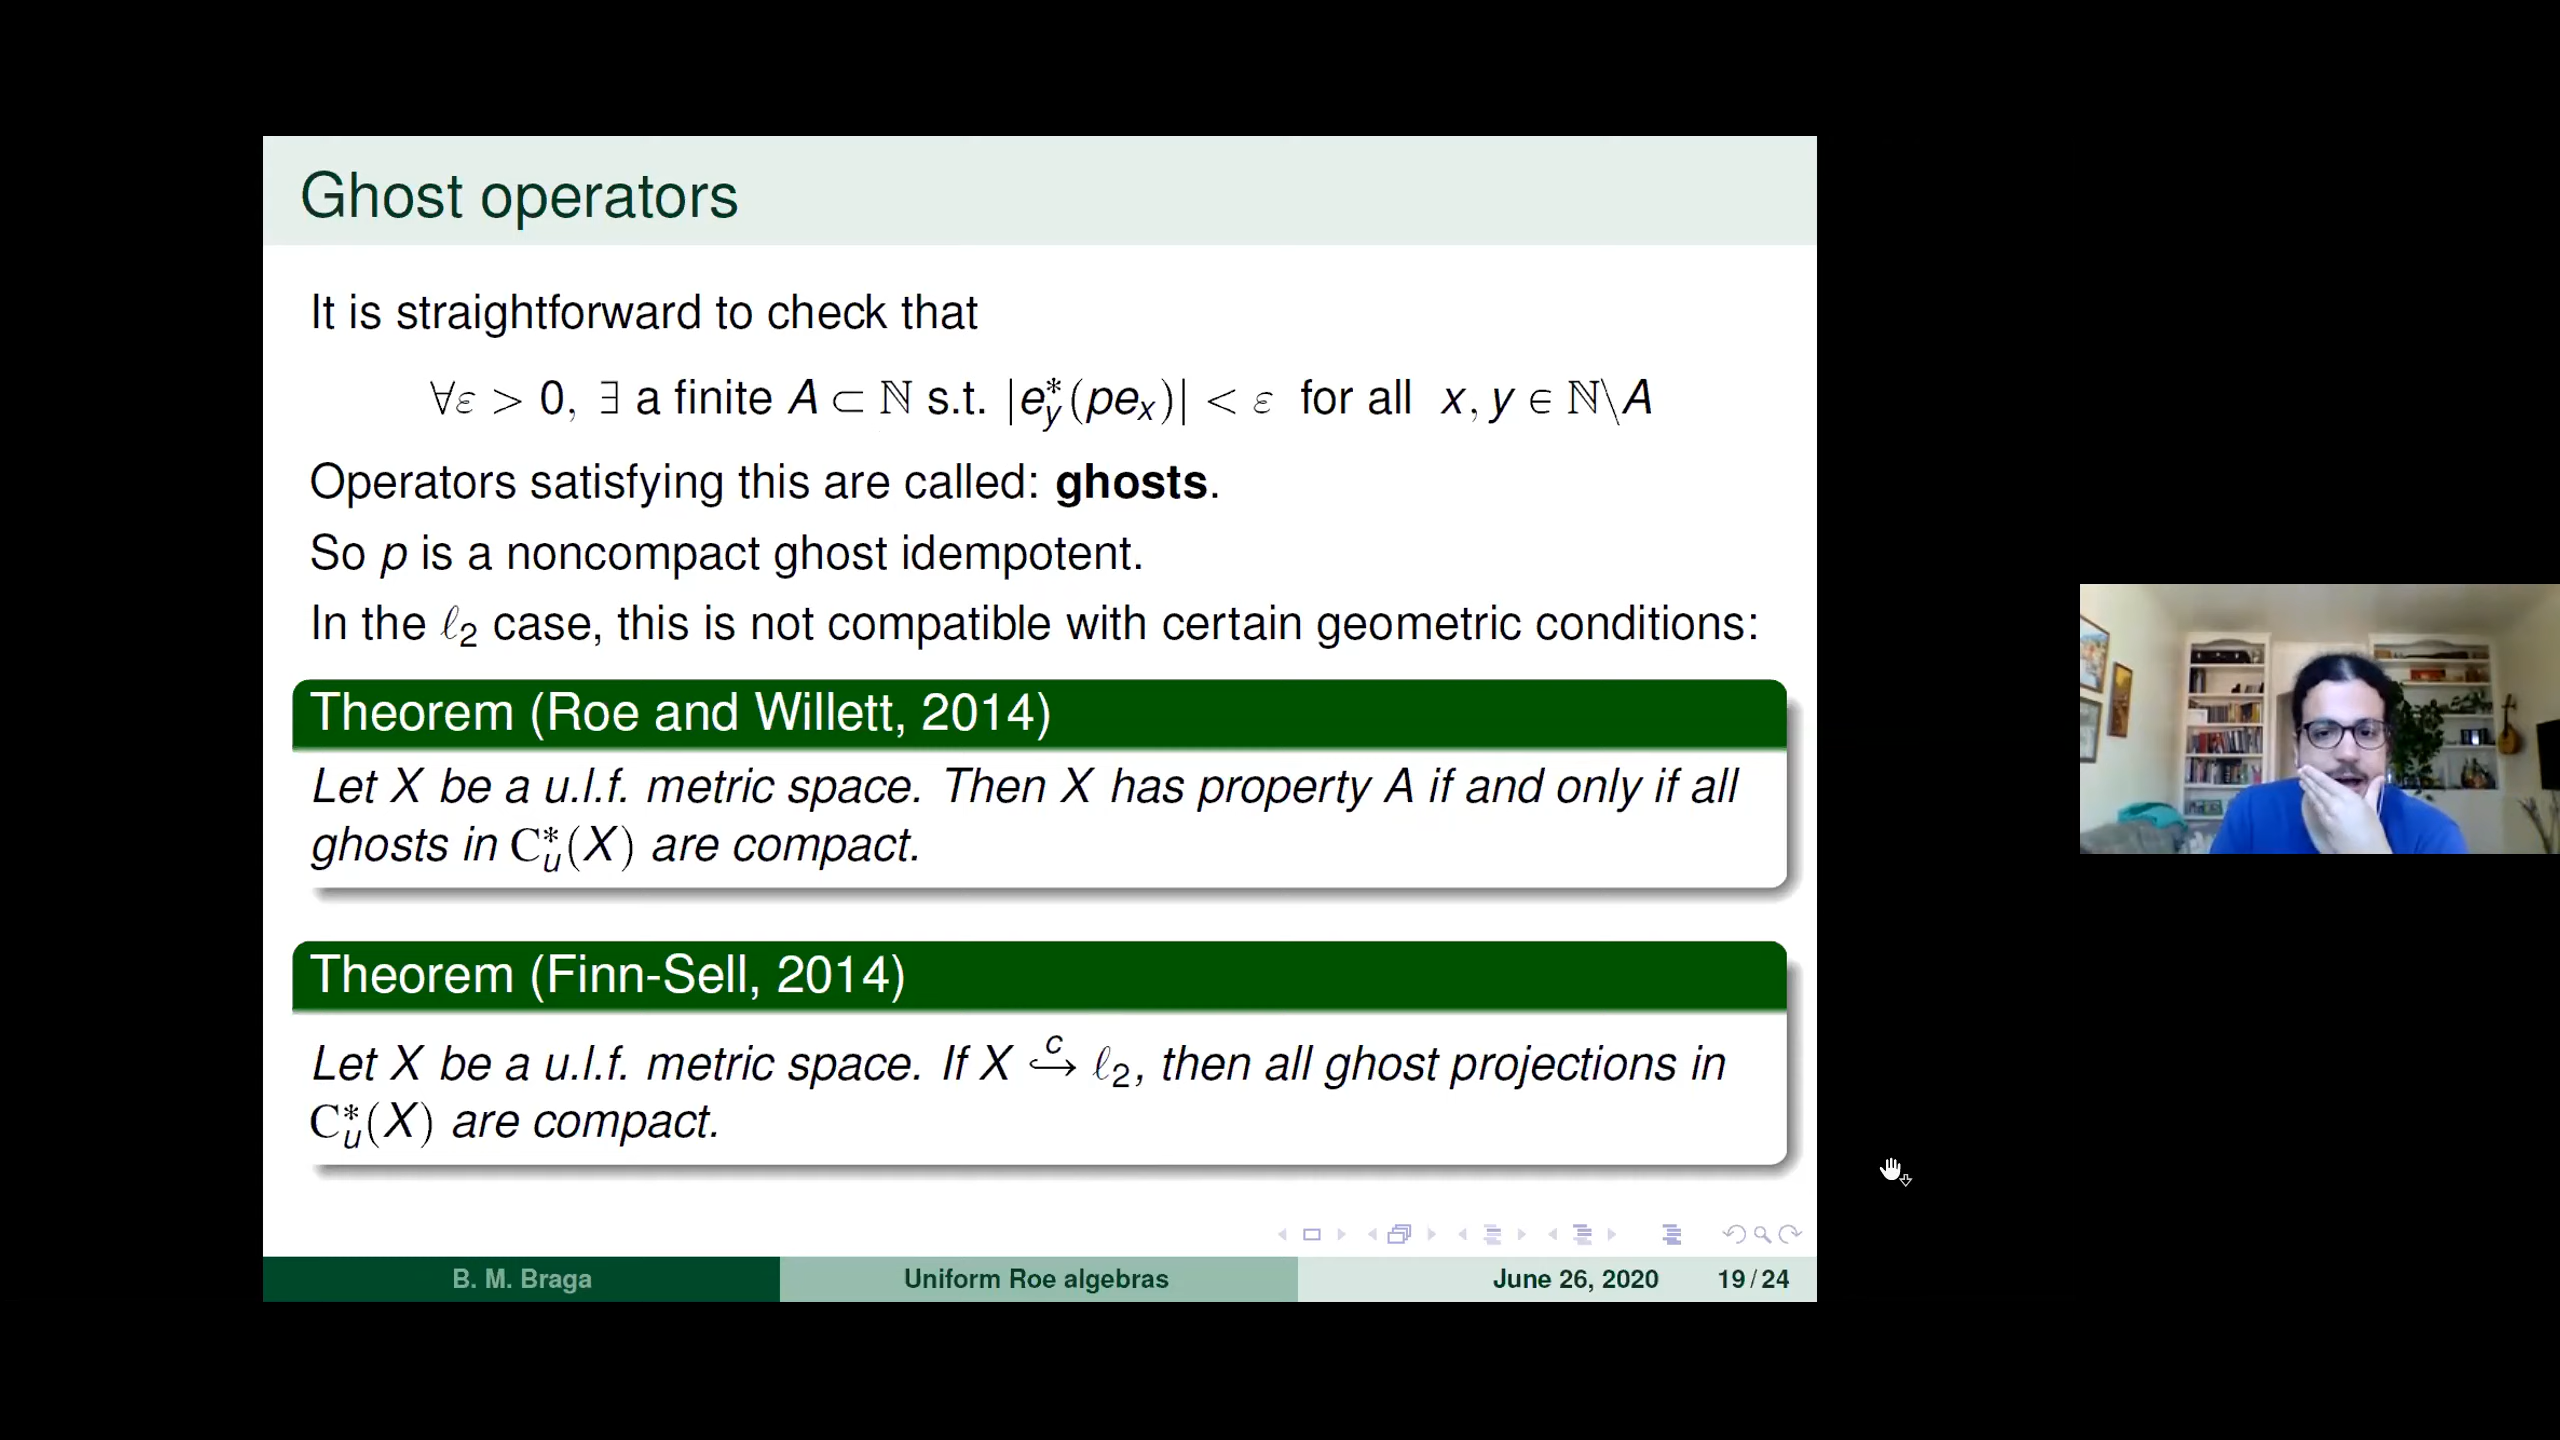 Ghost operators
It is straightforward to check that
∀ε > 0, ∃ a finite A ⊂ ℕ s.t. |e*_y(pe_x)| < ε for all x, y ∈ ℕ\A
Operators satisfying this are called: ghosts.
So p is a noncompact ghost idempotent.
In the ℓ₂ case, this is not compatible with certain geometric conditions:
Theorem (Roe and Willett, 2014)
Let X be a u.l.f. metric space. Then X has property A if and only if all
ghosts in C*_u(X) are compact.
Theorem (Finn-Sell, 2014)
Let X be a u.l.f. metric space. If X ↪^c ℓ₂, then all ghost projections in
C*_u(X) are compact.
B. M. Braga
Uniform Roe algebras
June 26, 2020
19 / 24